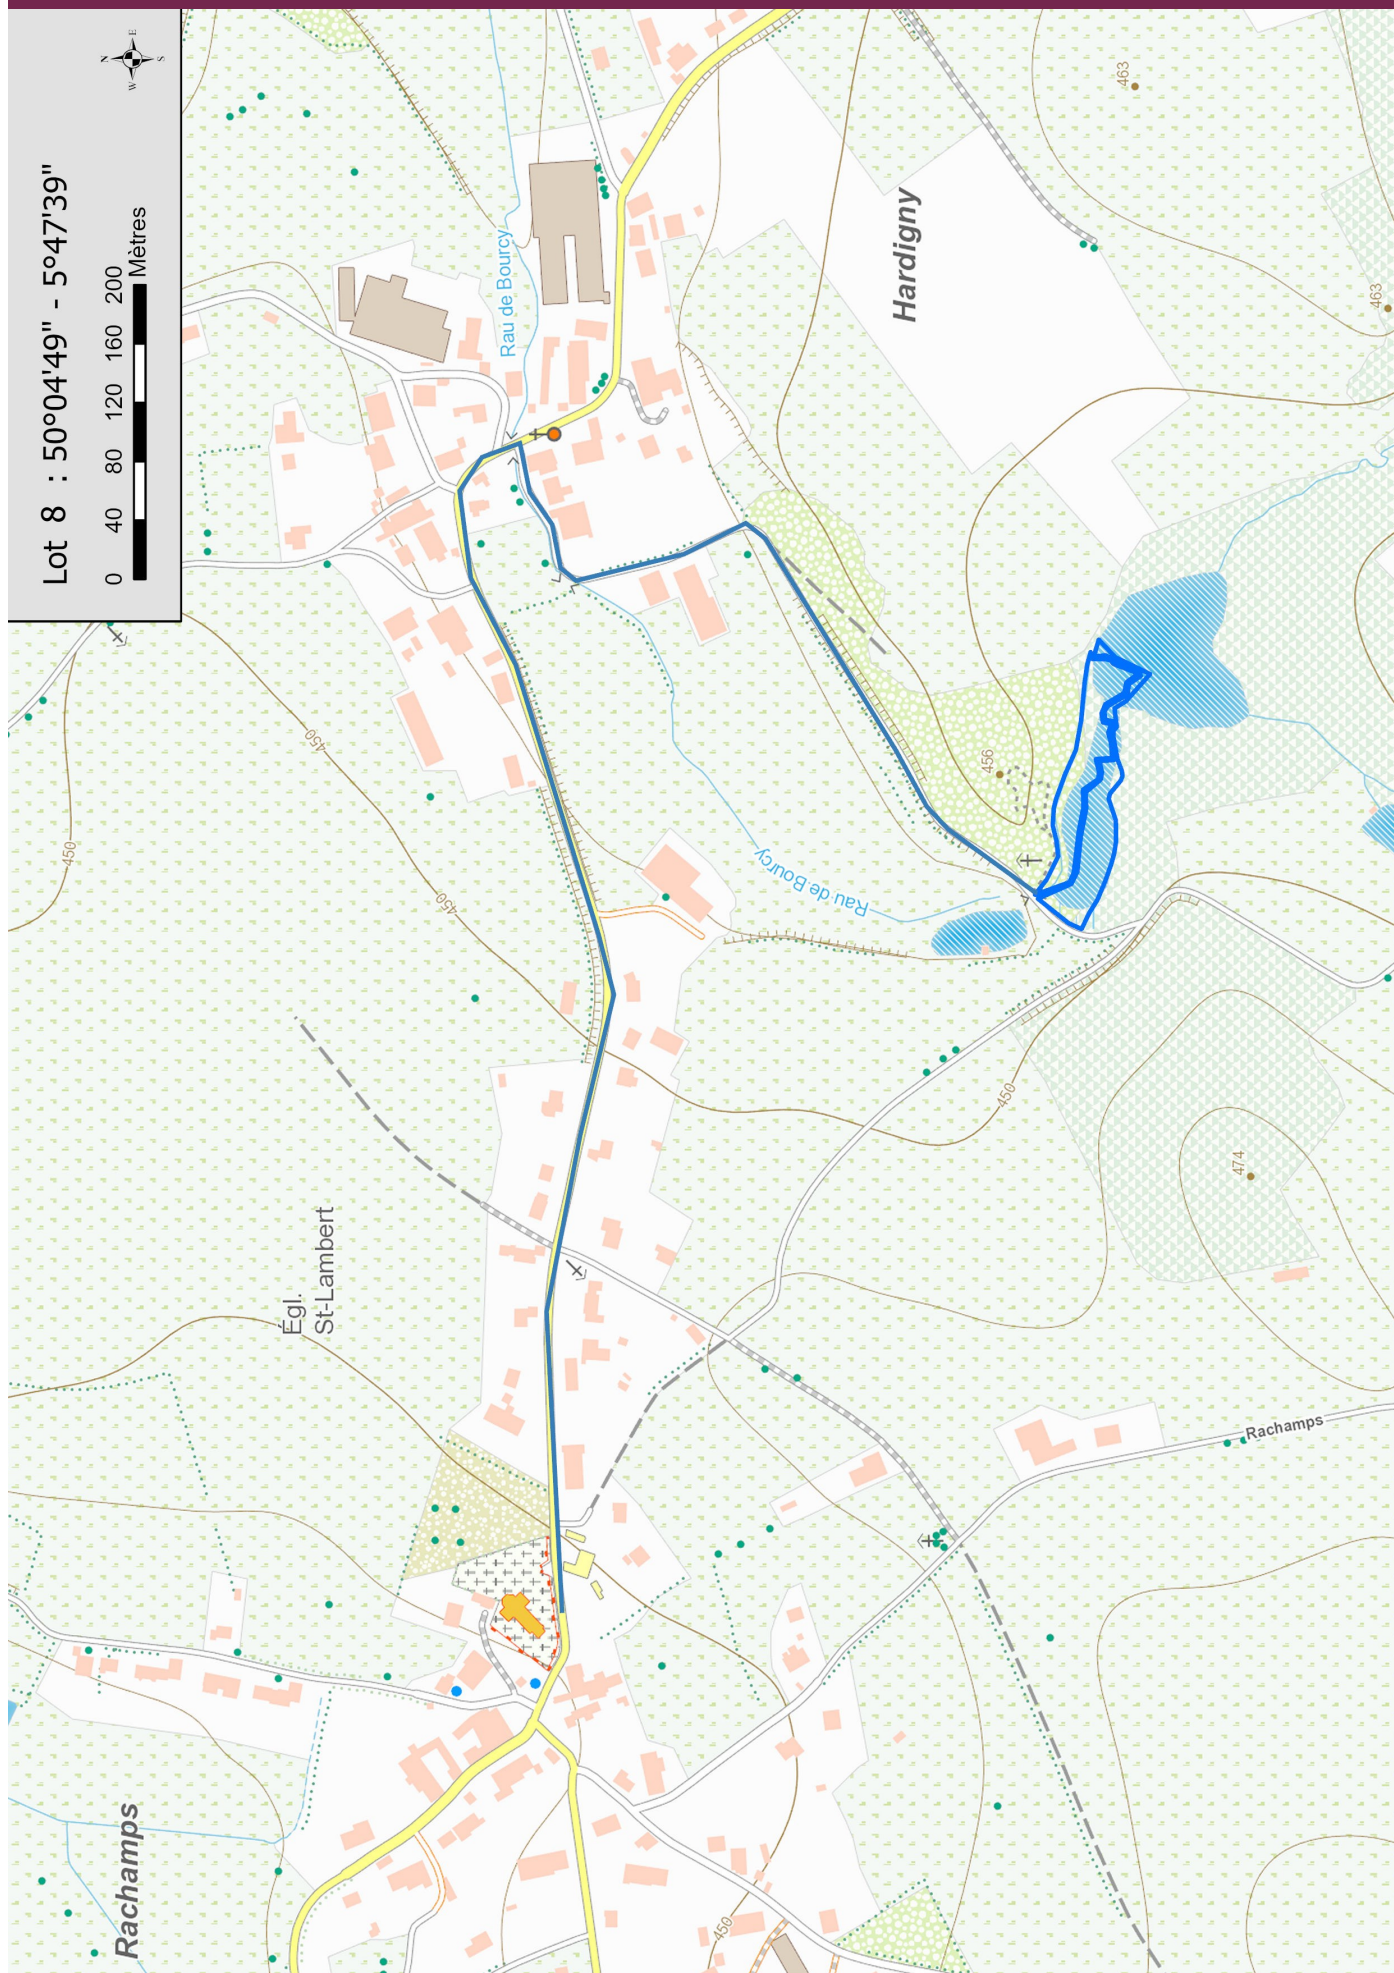 Lot 8 : 50°04'49" - 5°47'39"
0 40 80 120 160 200
Mètres
N
E
S
W
Rachamps
Égl.
St-Lambert
Rau de Bourcy
Rau de Bourcy
Hardigny
Rachamps
450
450
450
450
450
456
463
463
474